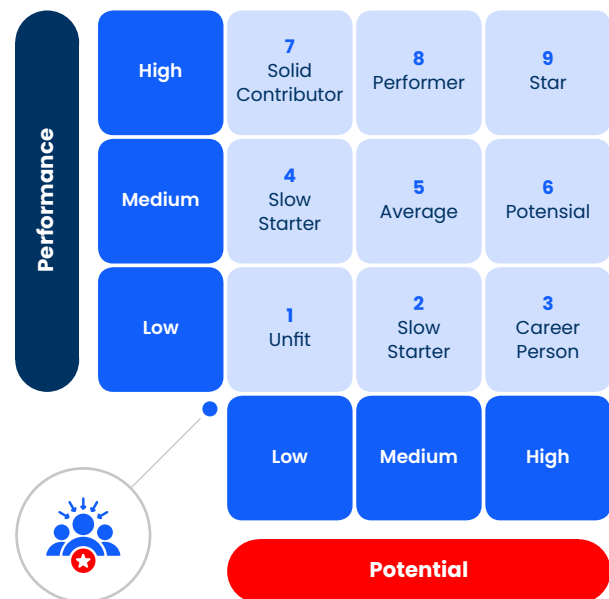 Performance
High
7
Solid
Contributor
8
Performer
9
Star
Medium
4
Slow
Starter
5
Average
6
Potensial
Low
1
Unfit
2
Slow
Starter
3
Career
Person
Low
Medium
High
Potential